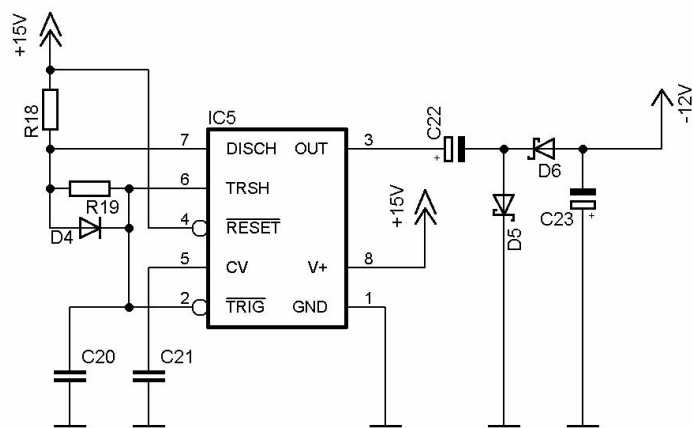 +15V
R18
IC5
7 DISCH OUT 3
6 TRSH
R19
4 RESET
D4
5 CV V+ 8
2 TRIG GND 1
+15V
C22
+
D6
-12V
D5
C23
+
C20
C21